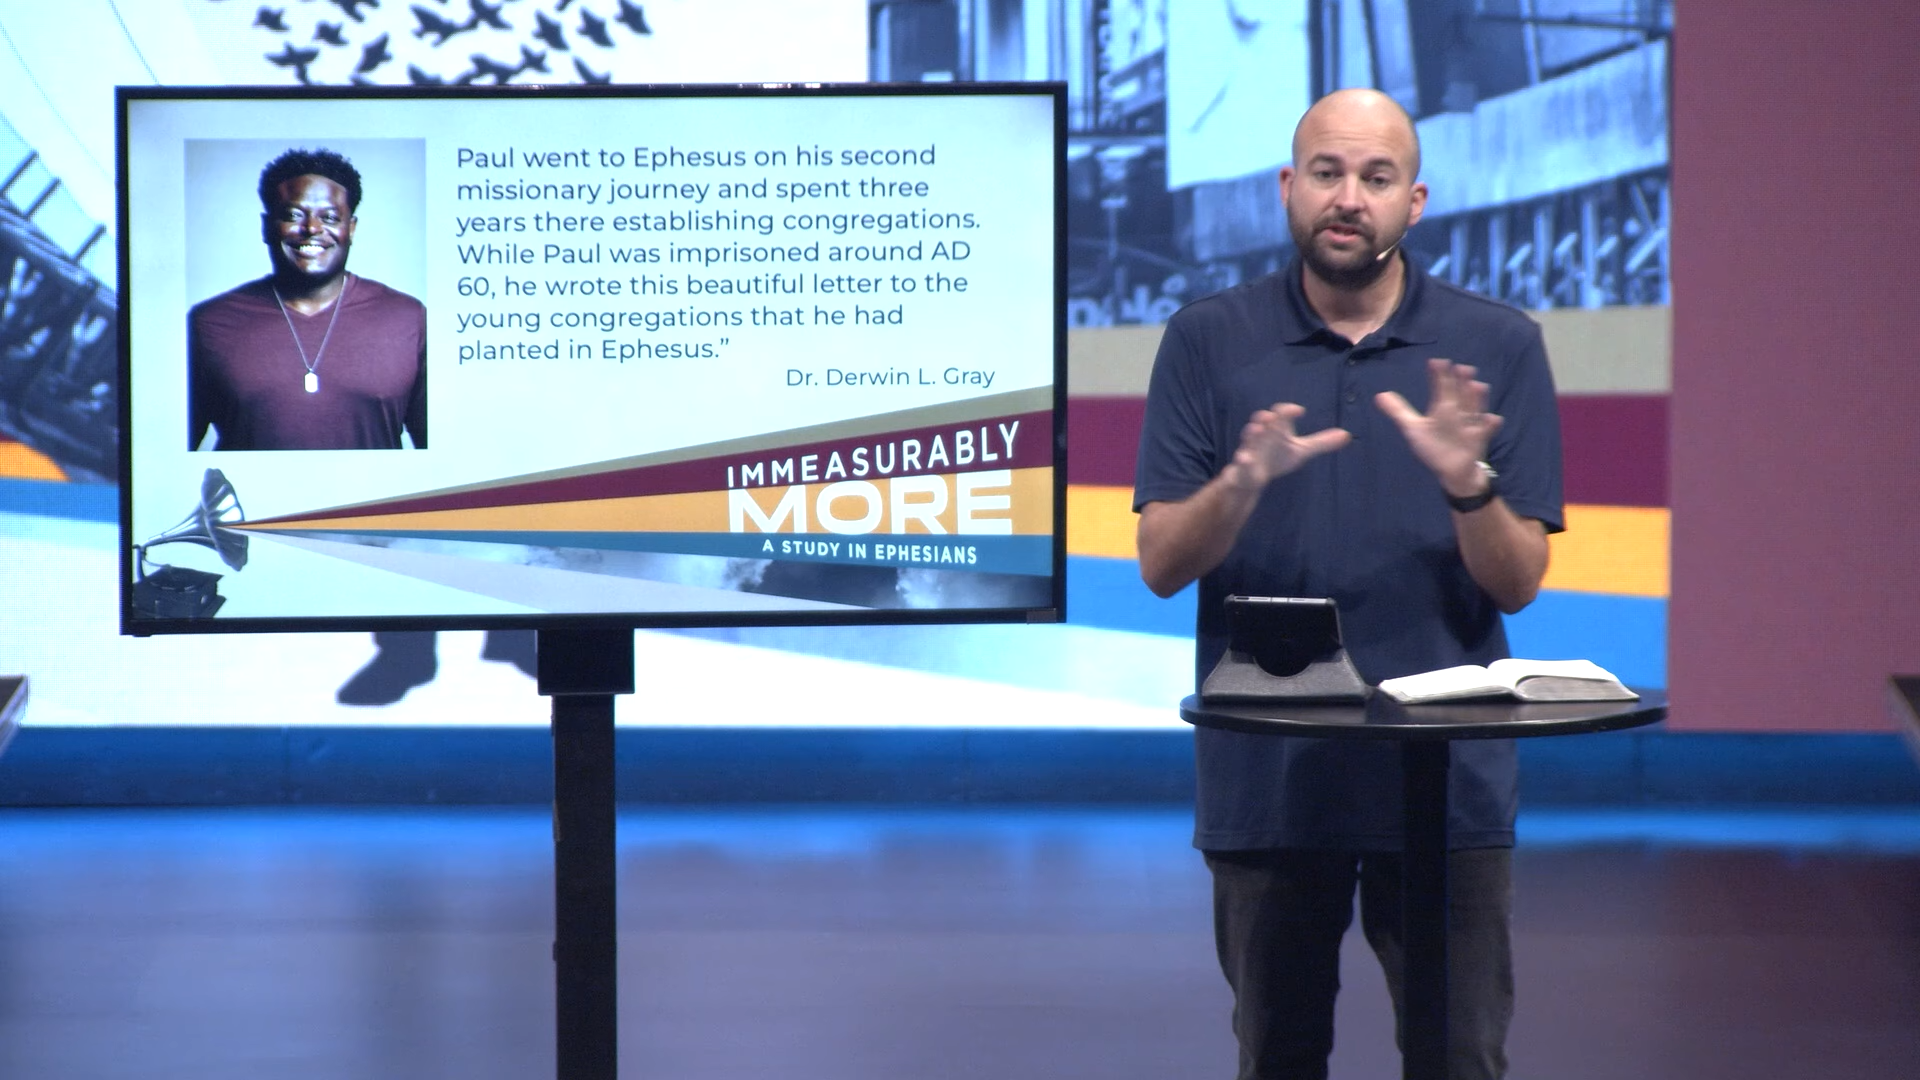 Paul went to Ephesus on his second
missionary journey and spent three
years there establishing congregations.
While Paul was imprisoned around AD
60, he wrote this beautiful letter to the
young congregations that he had
planted in Ephesus.”
Dr. Derwin L. Gray
IMMEASURABLY
MORE
A STUDY IN EPHESIANS